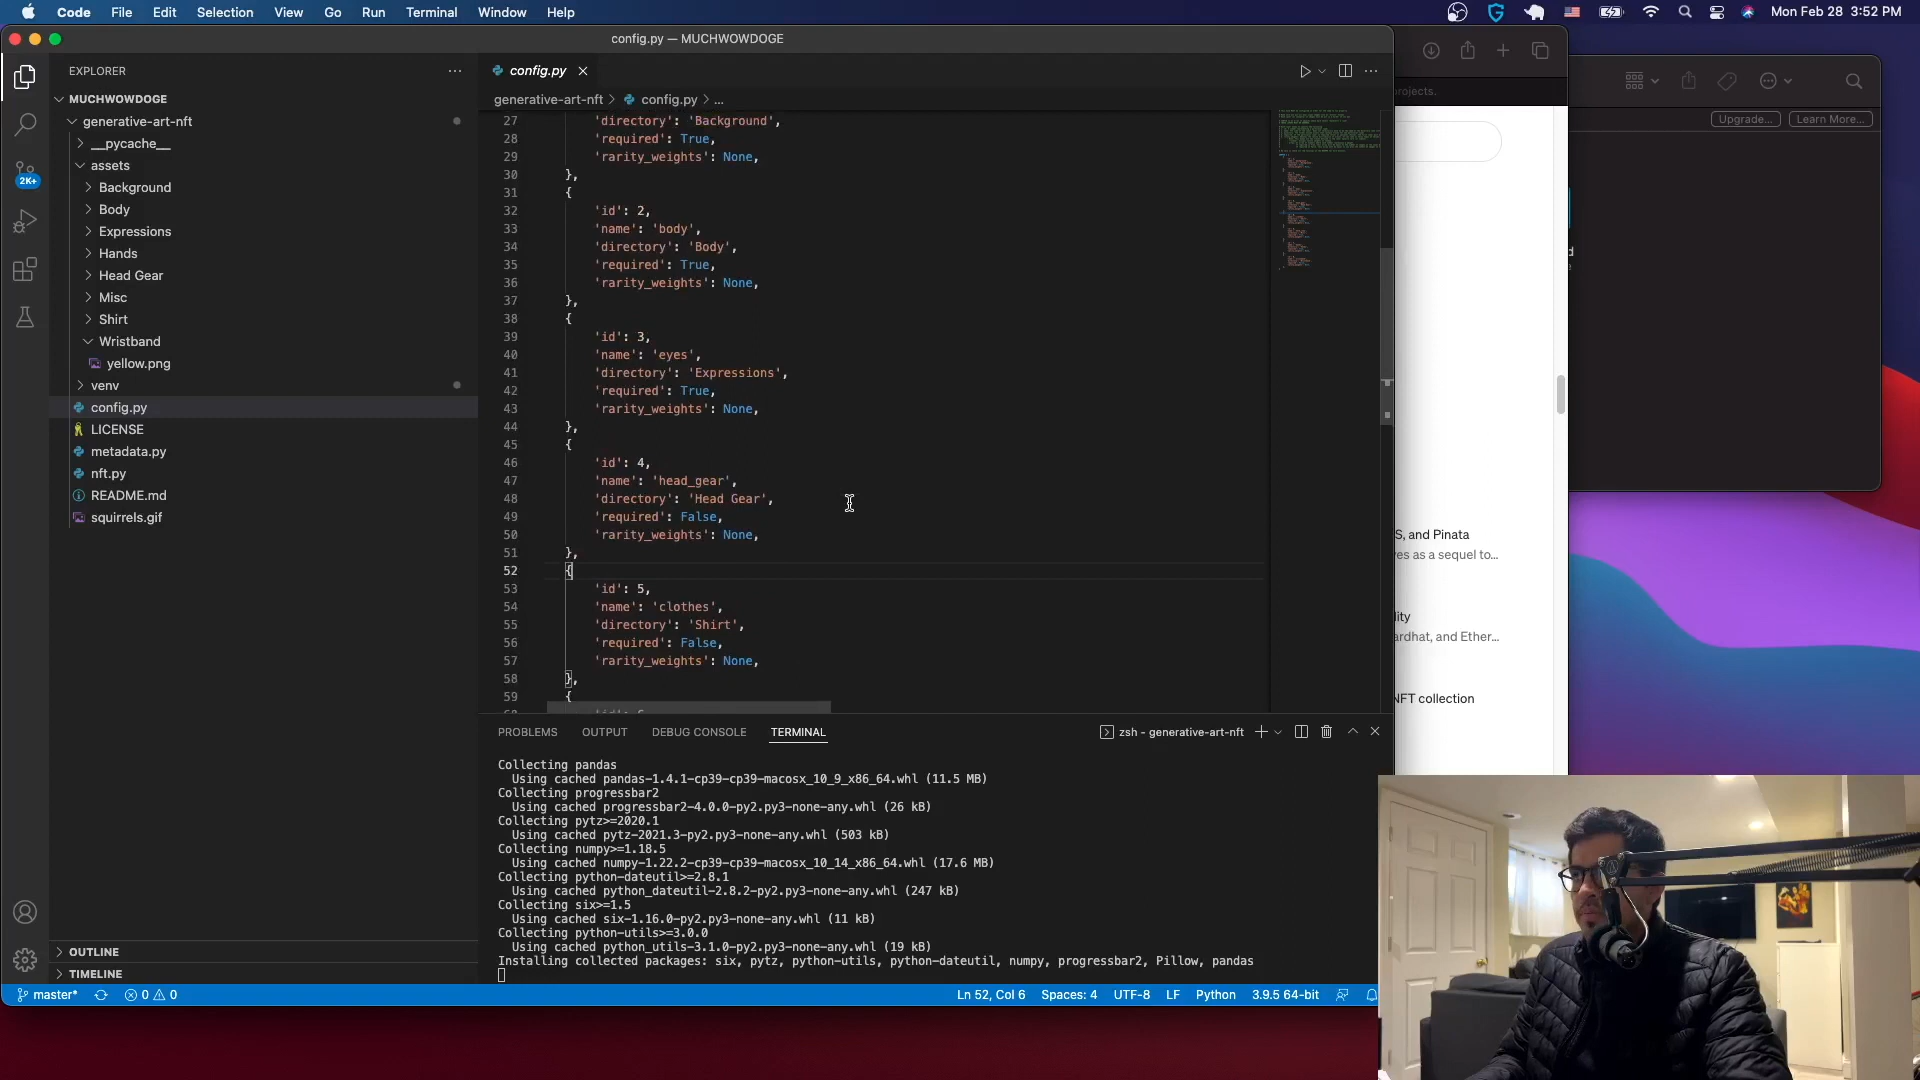 Code File Edit Selection View Go Run Terminal Window Help
Mon Feb 28 3:52 PM
config.py — MUCHWOWDOGE
EXPLORER
MUCHWOWDOGE
generative-art-nft
__pycache__
assets
Background
Body
Expressions
Hands
Head Gear
Misc
Shirt
Wristband
yellow.png
venv
config.py
LICENSE
metadata.py
nft.py
README.md
squirrels.gif
OUTLINE
TIMELINE
2K+
config.py
generative-art-nft > config.py > ...
27 'directory': 'Background',
28 'required': True,
29 'rarity_weights': None,
30 },
31 {
32 'id': 2,
33 'name': 'body',
34 'directory': 'Body',
35 'required': True,
36 'rarity_weights': None,
37 },
38 {
39 'id': 3,
40 'name': 'eyes',
41 'directory': 'Expressions',
42 'required': True,
43 'rarity_weights': None,
44 },
45 {
46 'id': 4,
47 'name': 'head_gear',
48 'directory': 'Head Gear',
49 'required': False,
50 'rarity_weights': None,
51 },
52 {
53 'id': 5,
54 'name': 'clothes',
55 'directory': 'Shirt',
56 'required': False,
57 'rarity_weights': None,
58 },
59 {
PROBLEMS OUTPUT DEBUG CONSOLE TERMINAL
zsh - generative-art-nft
Collecting pandas
Using cached pandas-1.4.1-cp39-cp39-macosx_10_9_x86_64.whl (11.5 MB)
Collecting progressbar2
Using cached progressbar2-4.0.0-py2.py3-none-any.whl (26 kB)
Collecting pytz>=2020.1
Using cached pytz-2021.3-py2.py3-none-any.whl (503 kB)
Collecting numpy>=1.18.5
Using cached numpy-1.22.2-cp39-cp39-macosx_10_14_x86_64.whl (17.6 MB)
Collecting python-dateutil>=2.8.1
Using cached python_dateutil-2.8.2-py2.py3-none-any.whl (247 kB)
Collecting six>=1.5
Using cached six-1.16.0-py2.py3-none-any.whl (11 kB)
Collecting python-utils>=3.0.0
Using cached python_utils-3.1.0-py2.py3-none-any.whl (19 kB)
Installing collected packages: six, pytz, python-utils, python-dateutil, numpy, progressbar2, Pillow, pandas
master* 0 0
Ln 52, Col 6 Spaces: 4 UTF-8 LF Python 3.9.5 64-bit
rojects.
Upgrade... Learn More...
S, and Pinata
ves as a sequel to...
lity
ardhat, and Ether...
NFT collection